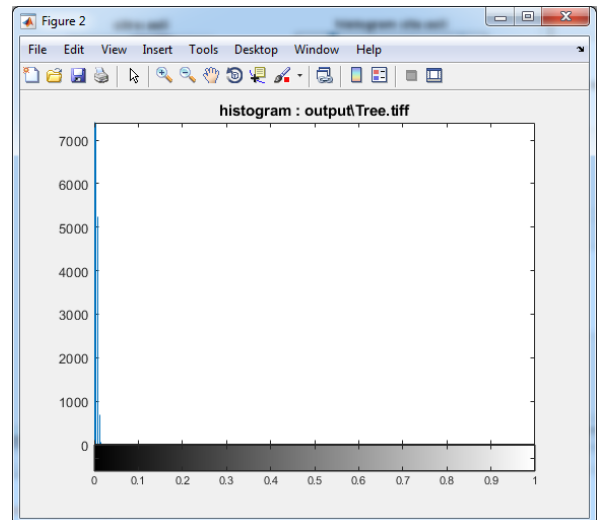 Figure 2
File Edit View Insert Tools Desktop Window Help
histogram : output\Tree.tiff
7000
6000
5000
4000
3000
2000
1000
0
0 0.1 0.2 0.3 0.4 0.5 0.6 0.7 0.8 0.9 1